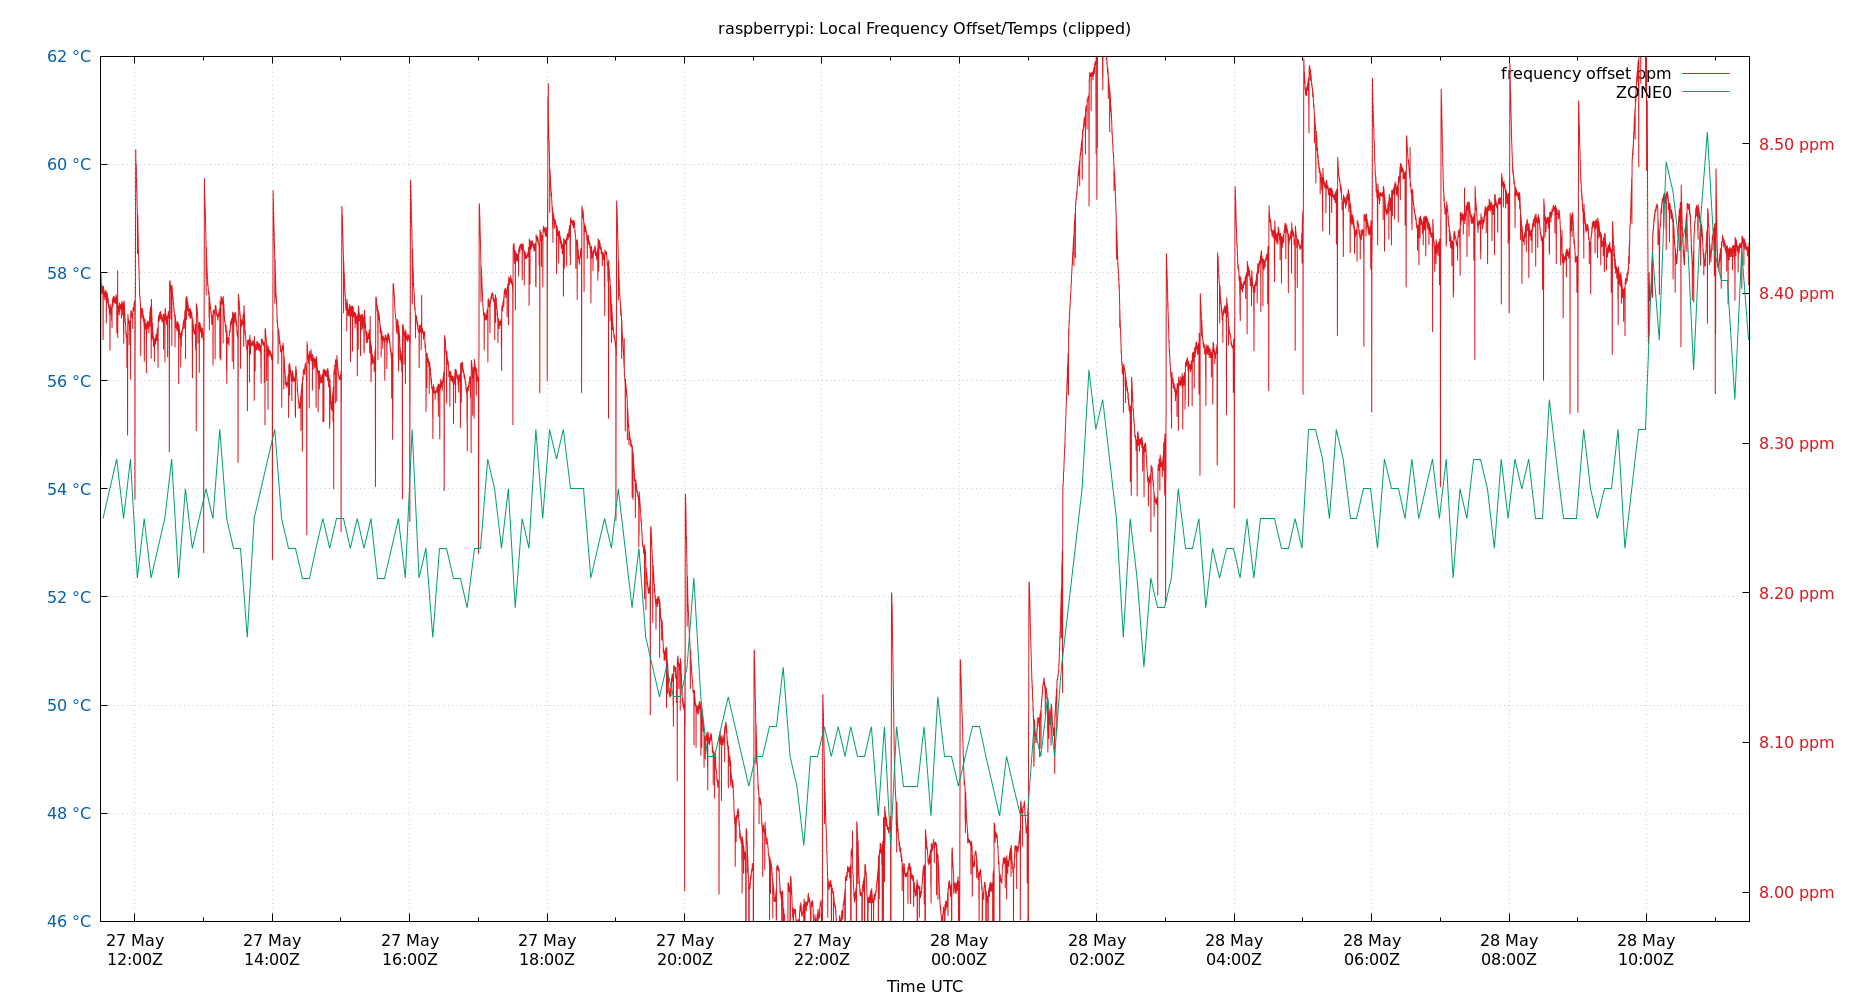 raspberrypi: Local Frequency Offset/Temps (clipped)
62 °C
60 °C
58 °C
56 °C
54 °C
52 °C
50 °C
48 °C
46 °C
frequency offset ppm
ZONE0
8.50 ppm
8.40 ppm
8.30 ppm
8.20 ppm
8.10 ppm
8.00 ppm
27 May 27 May 27 May 27 May 27 May 27 May 28 May 28 May 28 May 28 May 28 May 28 May
12:00Z 14:00Z 16:00Z 18:00Z 20:00Z 22:00Z 00:00Z 02:00Z 04:00Z 06:00Z 08:00Z 10:00Z
Time UTC